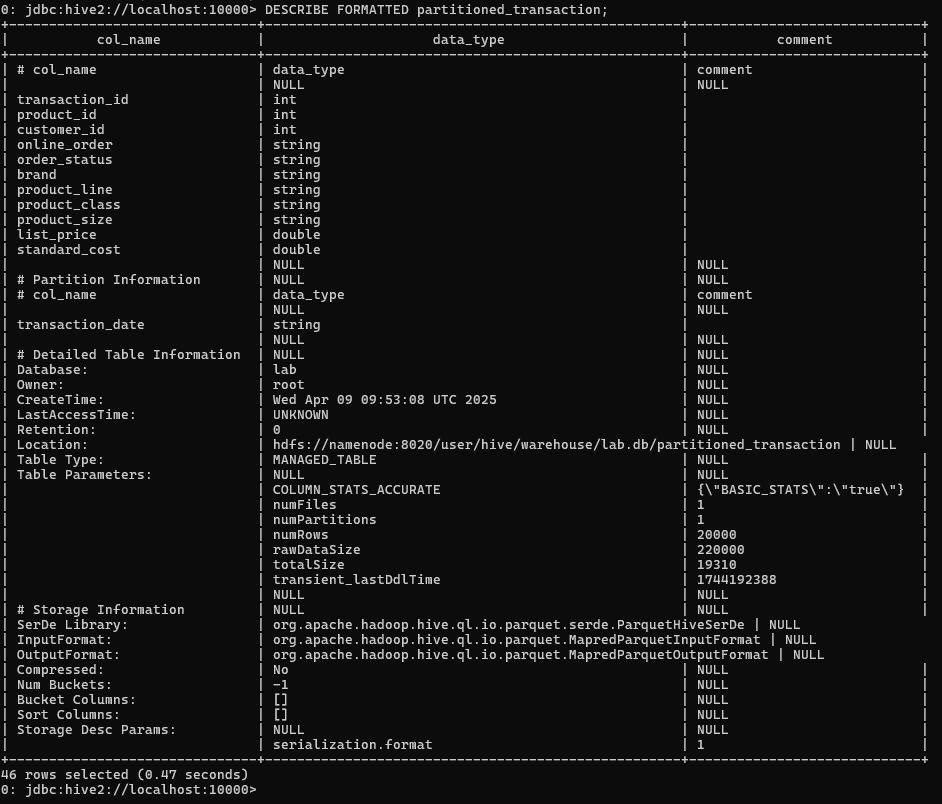 0: jdbc:hive2://localhost:10000> DESCRIBE FORMATTED partitioned_transaction;
+-------------------------------+----------------------------------------------------+-----------------------------+
| col_name | data_type | comment |
+-------------------------------+----------------------------------------------------+-----------------------------+
| # col_name | data_type | comment |
| | NULL | NULL |
| transaction_id | int | |
| product_id | int | |
| customer_id | int | |
| online_order | string | |
| order_status | string | |
| brand | string | |
| product_line | string | |
| product_class | string | |
| product_size | string | |
| list_price | double | |
| standard_cost | double | |
| | NULL | NULL |
| # Partition Information | NULL | NULL |
| # col_name | data_type | comment |
| | NULL | NULL |
| transaction_date | string | |
| | NULL | NULL |
| # Detailed Table Information | NULL | NULL |
| Database: | lab | NULL |
| Owner: | root | NULL |
| CreateTime: | Wed Apr 09 09:53:08 UTC 2025 | NULL |
| LastAccessTime: | UNKNOWN | NULL |
| Retention: | 0 | NULL |
| Location: | hdfs://namenode:8020/user/hive/warehouse/lab.db/partitioned_transaction | NULL
| Table Type: | MANAGED_TABLE | NULL |
| Table Parameters: | NULL | NULL |
| | COLUMN_STATS_ACCURATE | {\"BASIC_STATS\":\"true\"} |
| | numFiles | 1 |
| | numPartitions | 1 |
| | numRows | 20000 |
| | rawDataSize | 220000 |
| | totalSize | 19310 |
| | transient_lastDdlTime | 1744192388 |
| | NULL | NULL |
| # Storage Information | NULL | NULL |
| SerDe Library: | org.apache.hadoop.hive.ql.io.parquet.serde.ParquetHiveSerDe | NULL |
| InputFormat: | org.apache.hadoop.hive.ql.io.parquet.MapredParquetInputFormat | NULL |
| OutputFormat: | org.apache.hadoop.hive.ql.io.parquet.MapredParquetOutputFormat | NULL |
| Compressed: | No | NULL |
| Num Buckets: | -1 | NULL |
| Bucket Columns: | [] | NULL |
| Sort Columns: | [] | NULL |
| Storage Desc Params: | NULL | NULL |
| | serialization.format | 1 |
+-------------------------------+----------------------------------------------------+-----------------------------+
46 rows selected (0.47 seconds)
0: jdbc:hive2://localhost:10000>